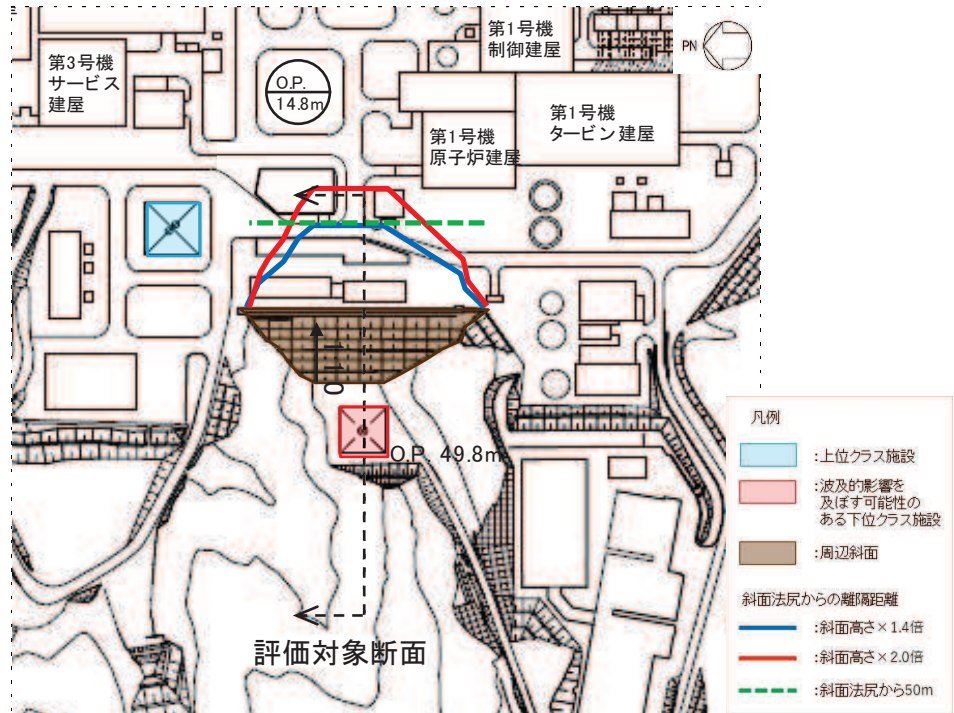 第3号機
サービス
建屋
O.P.
14.8m
第1号機
制御建屋
PN
第1号機
原子炉建屋
第1号機
タービン建屋
O.P. 49.8m
評価対象断面
凡例
:上位クラス施設
:波及的影響を
及ぼす可能性の
ある下位クラス施設
:周辺斜面
斜面法尻からの離隔距離
:斜面高さ×1.4倍
:斜面高さ×2.0倍
:斜面法尻から50m